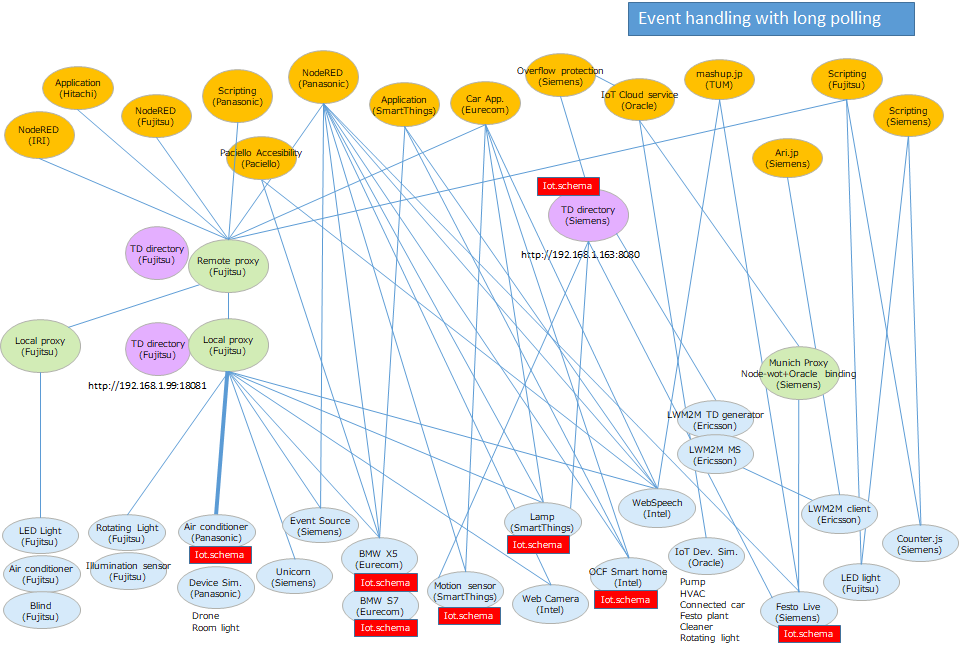 Event handling with long polling
Application
(Hitachi)
NodeRED
(IRI)
NodeRED
(Fujitsu)
Scripting
(Panasonic)
NodeRED
(Panasonic)
Paciello Accesibility
(Paciello)
Application
(SmartThings)
Car App.
(Eurecom)
Overflow protection
(Siemens)
IoT Cloud service
(Oracle)
mashup.jp
(TUM)
Ari.jp
(Siemens)
Scripting
(Fujitsu)
Scripting
(Siemens)
Iot.schema
TD directory
(Siemens)
http://192.168.1.163:8080
TD directory
(Fujitsu)
Remote proxy
(Fujitsu)
Local proxy
(Fujitsu)
TD directory
(Fujitsu)
Local proxy
(Fujitsu)
http://192.168.1.99:18081
Munich Proxy
Node-wot+Oracle binding
(Siemens)
LWM2M TD generator
(Ericsson)
LWM2M MS
(Ericsson)
LED Light
(Fujitsu)
Air conditioner
(Fujitsu)
Blind
(Fujitsu)
Rotating Light
(Fujitsu)
Illumination sensor
(Fujitsu)
Air conditioner
(Panasonic)
Iot.schema
Device Sim.
(Panasonic)
Drone
Room light
Event Source
(Siemens)
Unicorn
(Siemens)
BMW X5
(Eurecom)
Iot.schema
BMW S7
(Eurecom)
Iot.schema
Motion sensor
(SmartThings)
Iot.schema
Lamp
(SmartThings)
Iot.schema
Web Camera
(Intel)
OCF Smart home
(Intel)
Iot.schema
WebSpeech
(Intel)
IoT Dev. Sim.
(Oracle)
Pump
HVAC
Connected car
Festo plant
Cleaner
Rotating light
Festo Live
(Siemens)
Iot.schema
LWM2M client
(Ericsson)
LED light
(Fujitsu)
Counter.js
(Siemens)